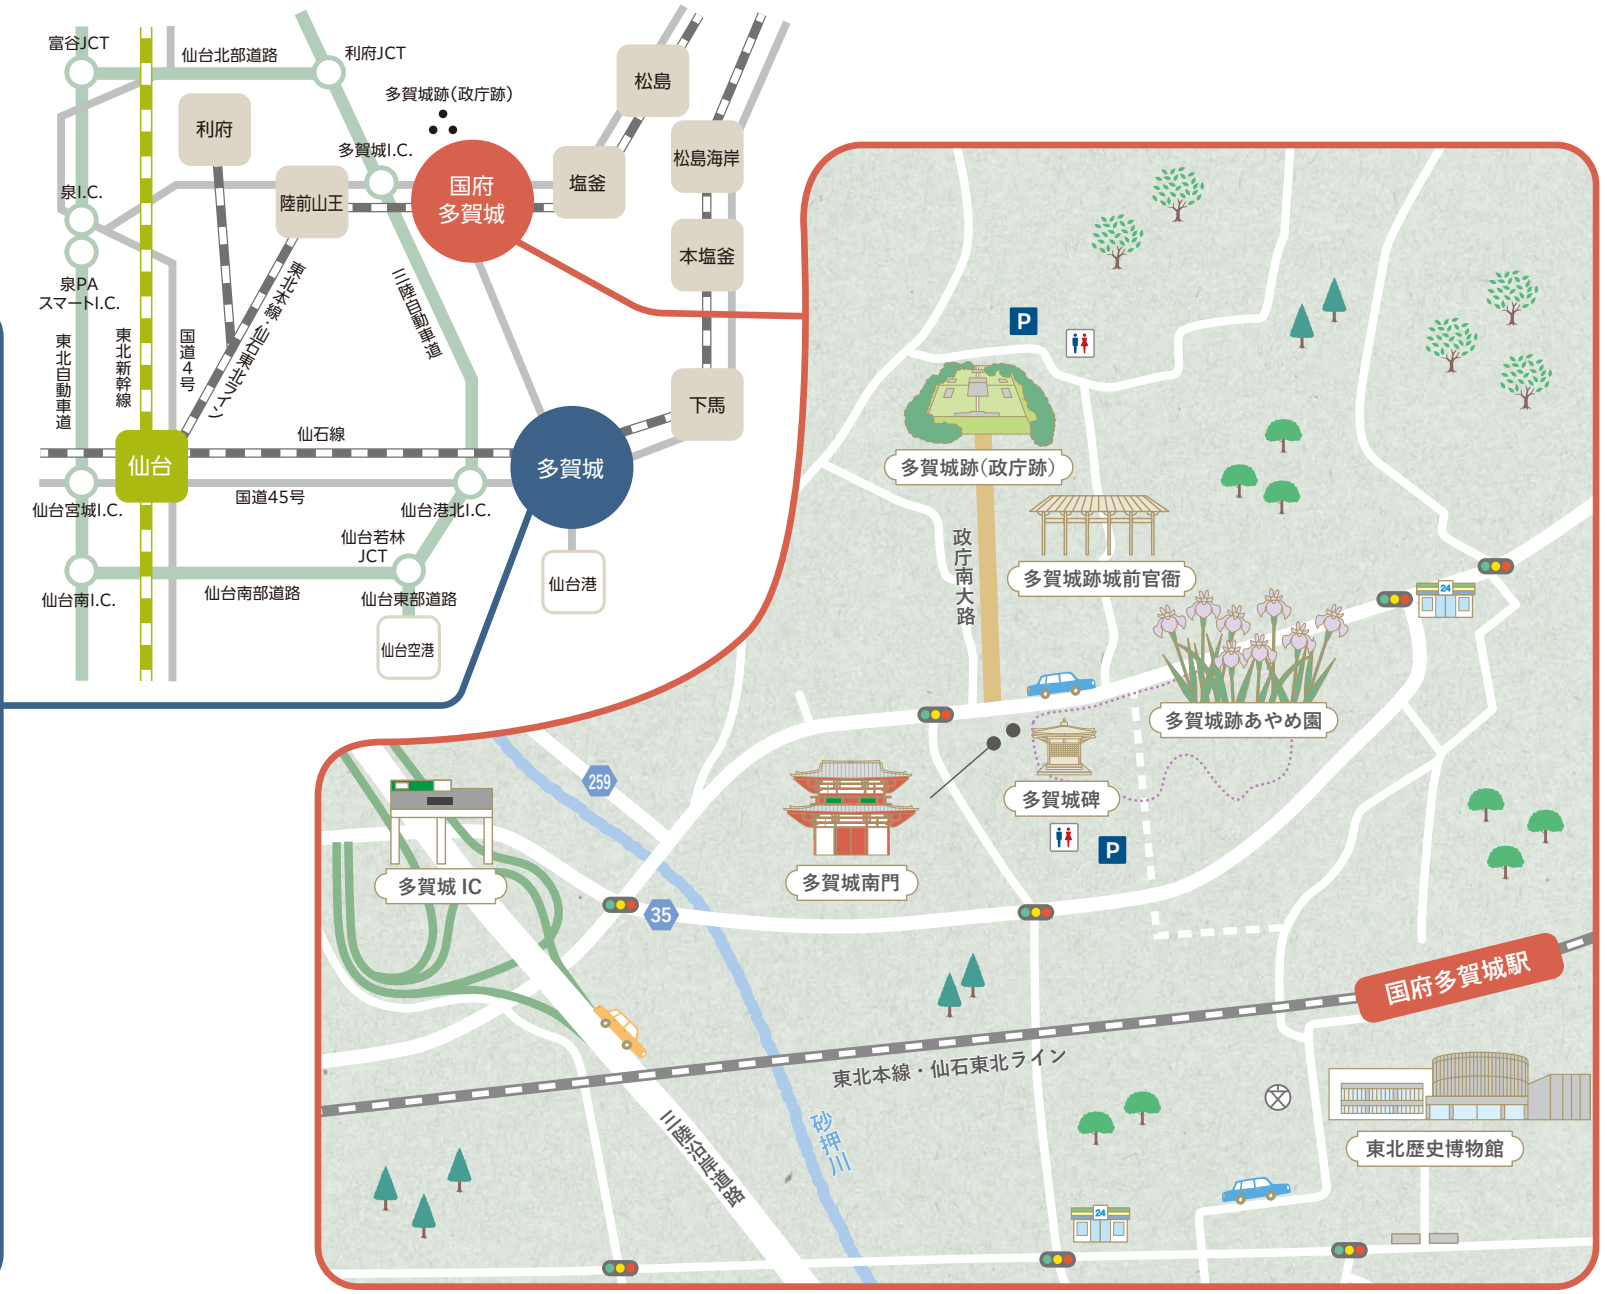 富谷JCT
仙台北部道路
利府JCT
多賀城跡(政庁跡)
松島
利府
多賀城I.C.
国府
多賀城
塩釜
松島海岸
泉I.C.
陸前山王
本塩釜
泉PA
スマートI.C.
東北本線・仙石東北ライン
三陸自動車道
東北自動車道
東北新幹線
国道4号
下馬
仙石線
仙台
多賀城
国道45号
仙台宮城I.C.
仙台港北I.C.
仙台若林
JCT
仙台港
仙台南I.C.
仙台南部道路
仙台東部道路
仙台空港
P
多賀城跡(政庁跡)
政庁南大路
多賀城跡城前官衙
24
多賀城跡あやめ園
259
多賀城碑
P
多賀城 IC
多賀城南門
35
国府多賀城駅
東北本線・仙石東北ライン
三陸沿岸道路
砂押川
東北歴史博物館
24